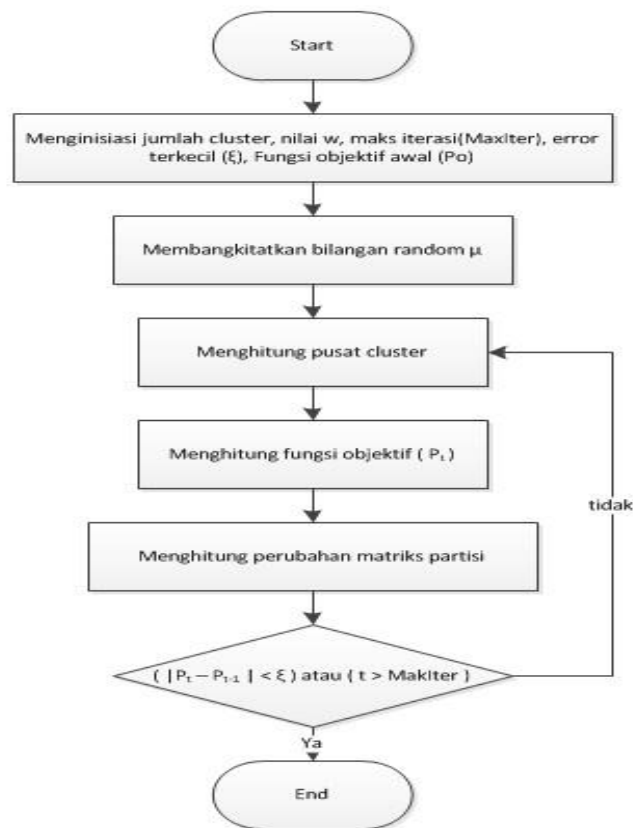 Start
Menginisiasi jumlah cluster, nilai w, maks iterasi(MaxIter), error
terkecil (ξ), Fungsi objektif awal (Po)
Membangkitatkan bilangan random μ
Menghitung pusat cluster
Menghitung fungsi objektif ( Pₜ )
tidak
Menghitung perubahan matriks partisi
( |Pₜ – Pₜ₋₁ | < ξ ) atau ( t > MakIter )
Ya
End